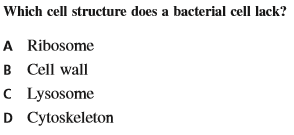 Which cell structure does a bacterial cell lack?
A Ribosome
B Cell wall
C Lysosome
D Cytoskeleton